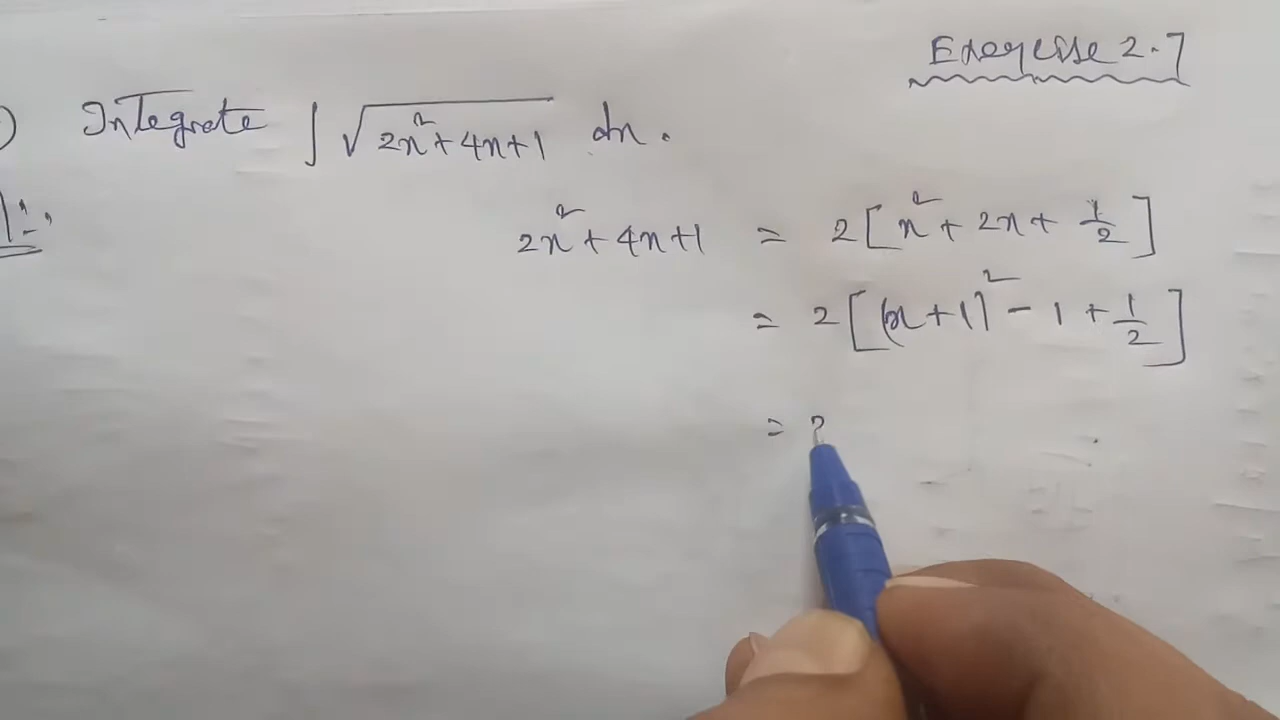 Exercise 2.7
) Integrate ∫ √(2x²+4x+1) dx.
l:-
2x²+4x+1 = 2[x²+2x+1/2]
= 2[(x+1)²-1+1/2]
= 2